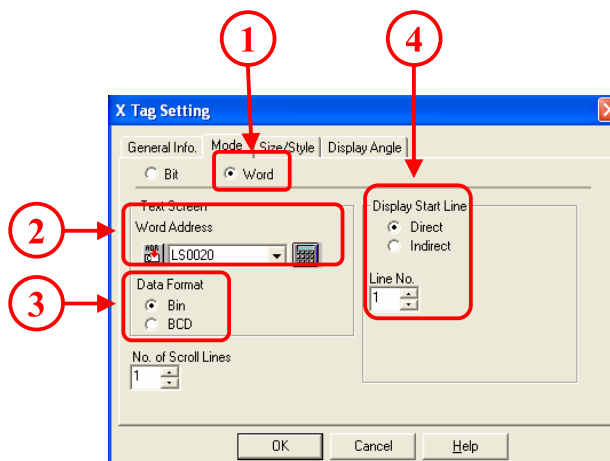 1
4
X Tag Setting
General Info. Mode Size/Style Display Angle
Bit Word
2
Text Screen
Word Address
ADR
LS0020
3
Data Format
Bin
BCD
No. of Scroll Lines
1
Display Start Line
Direct
Indirect
Line No.
1
OK Cancel Help